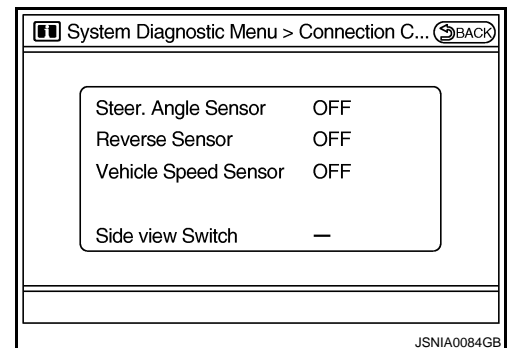 System Diagnostic Menu > Connection C... BACK
Steer. Angle Sensor OFF
Reverse Sensor OFF
Vehicle Speed Sensor OFF
Side view Switch —
JSNIA0084GB